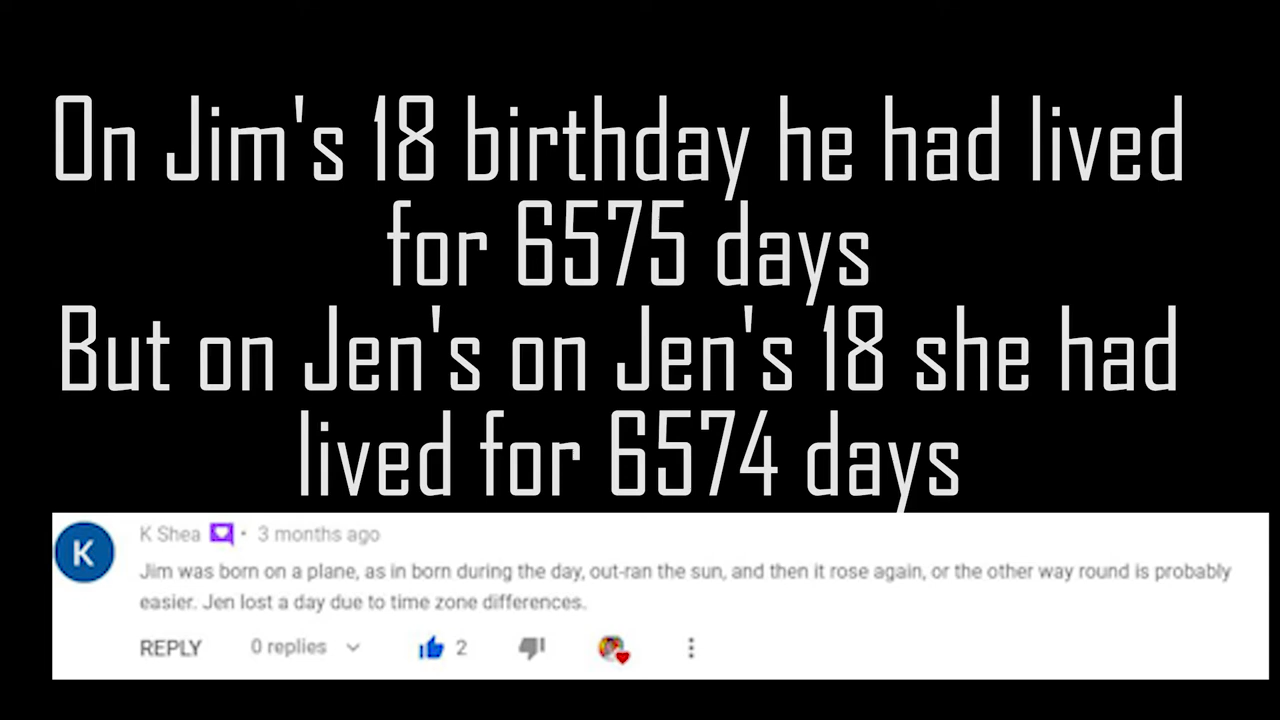 On Jim's 18 birthday he had lived
for 6575 days
But on Jen's on Jen's 18 she had
lived for 6574 days
K
K Shea • 3 months ago
Jim was born on a plane, as in born during the day, out-ran the sun, and then it rose again, or the other way round is probably
easier. Jen lost a day due to time zone differences.
REPLY 0 replies 2